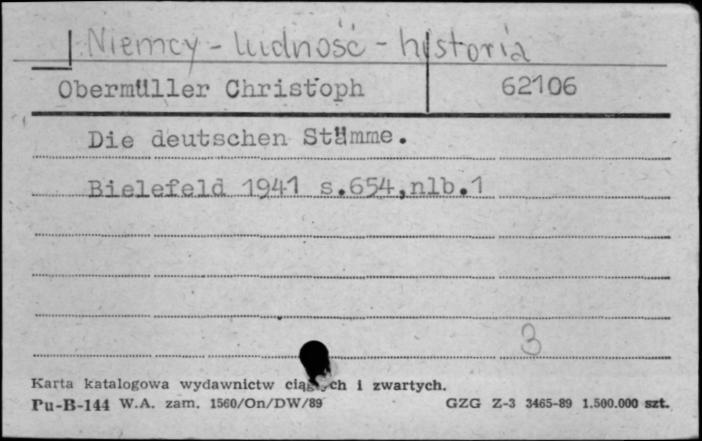 Niemcy - ludność - historia
Obermüller Christoph 62106
Die deutschen Stämme.
Bielefeld 1941 s.654,nlb.1
3
Karta katalogowa wydawnictw ciągłych i zwartych.
Pu-B-144 W.A. zam. 1560/On/DW/89 GZG Z-3 3465-89 1.500.000 szt.